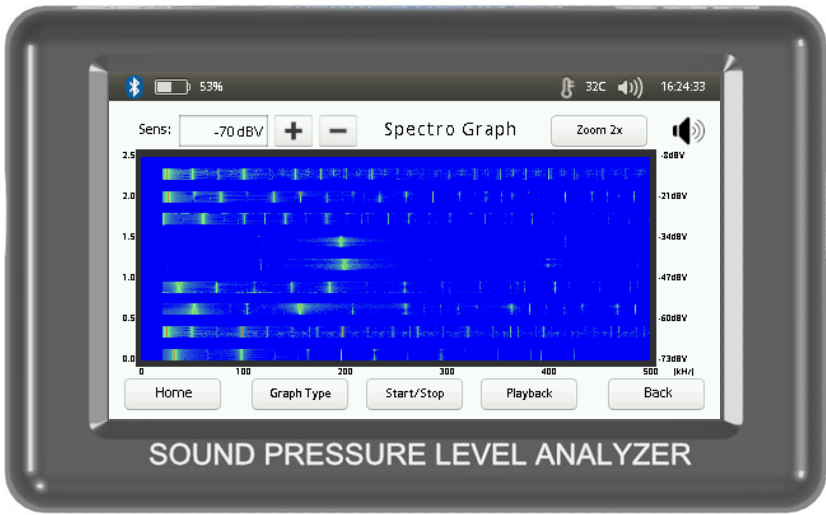 53%
32C
16:24:33
Sens:
-70 dBV
+
−
Spectro Graph
Zoom 2x
2.5
-8dBV
2.0
-21dBV
1.5
-34dBV
1.0
-47dBV
0.5
-60dBV
0.0
-73dBV
0 100 200 300 400 500 |kHz|
Home
Graph Type
Start/Stop
Playback
Back
SOUND PRESSURE LEVEL ANALYZER